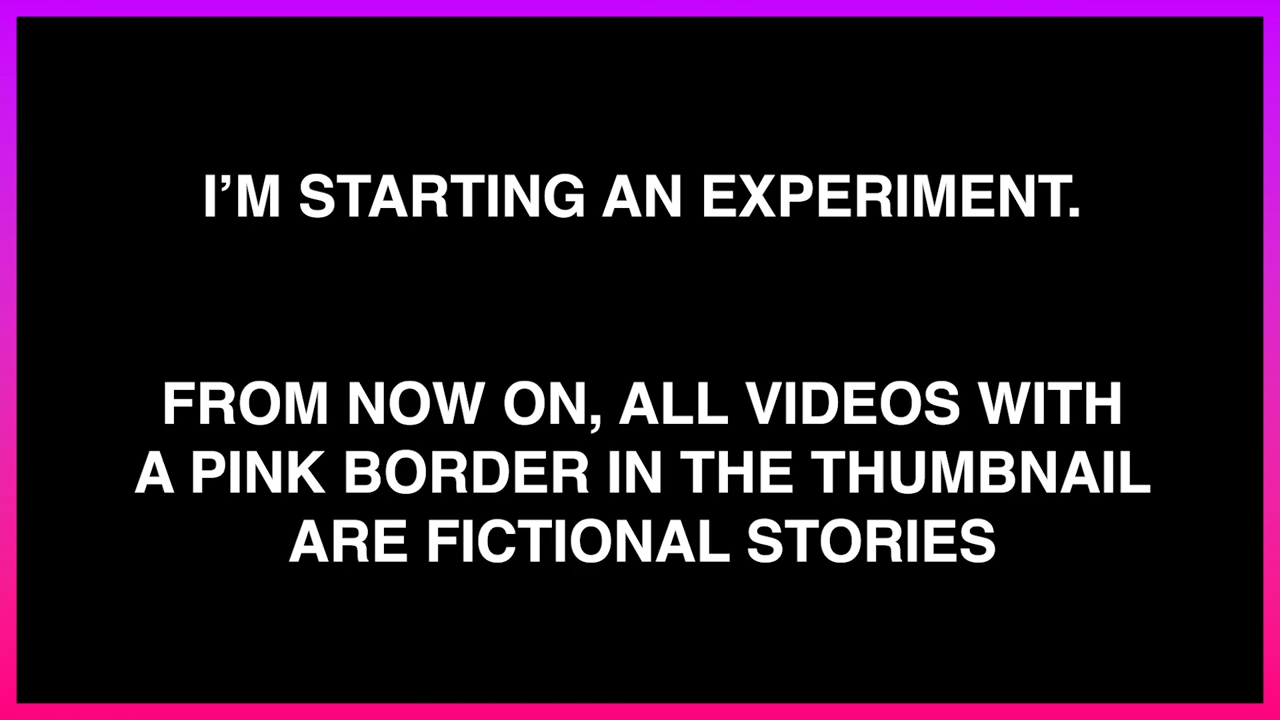 I’M STARTING AN EXPERIMENT.
FROM NOW ON, ALL VIDEOS WITH
A PINK BORDER IN THE THUMBNAIL
ARE FICTIONAL STORIES